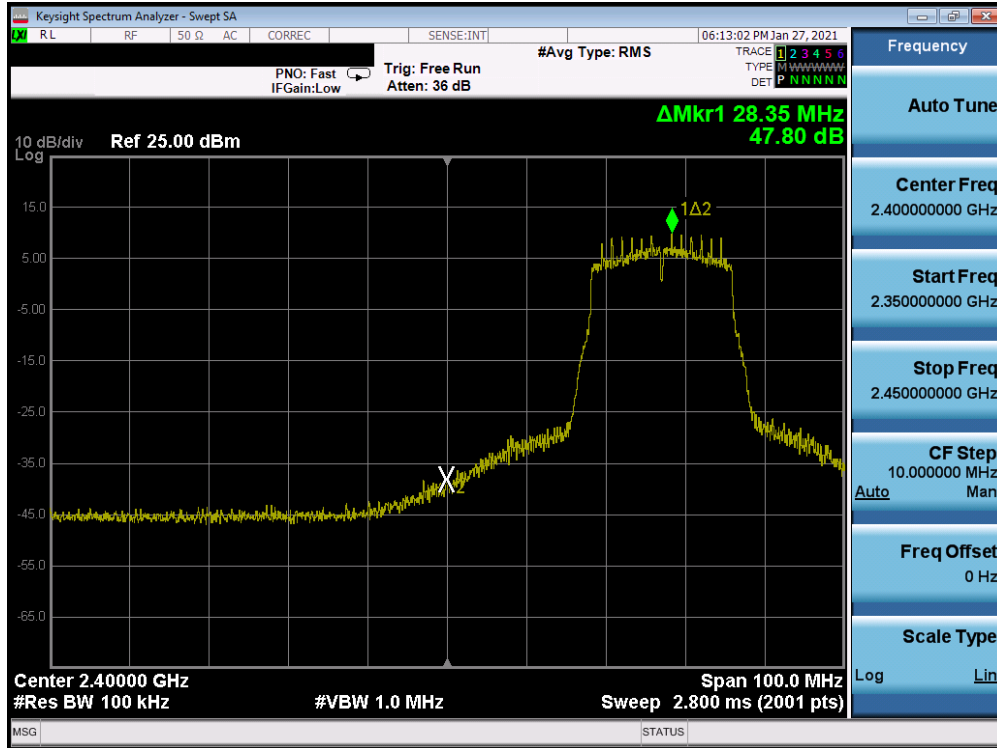 Keysight Spectrum Analyzer - Swept SA
LXI RL RF 50 Ω AC CORREC SENSE:INT 06:13:02 PM Jan 27, 2021
#Avg Type: RMS TRACE 1 2 3 4 5 6
PNO: Fast Trig: Free Run TYPE M WWWWW
IFGain:Low Atten: 36 dB DET P N N N N N
ΔMkr1 28.35 MHz
47.80 dB
10 dB/div Ref 25.00 dBm
Log
1Δ2
15.0
5.00
-5.00
-15.0
-25.0
-35.0
2
-45.0
-55.0
-65.0
Center 2.40000 GHz Span 100.0 MHz
#Res BW 100 kHz #VBW 1.0 MHz Sweep 2.800 ms (2001 pts)
MSG STATUS
Frequency
Auto Tune
Center Freq
2.400000000 GHz
Start Freq
2.350000000 GHz
Stop Freq
2.450000000 GHz
CF Step
10.000000 MHz
Auto Man
Freq Offset
0 Hz
Scale Type
Log Lin